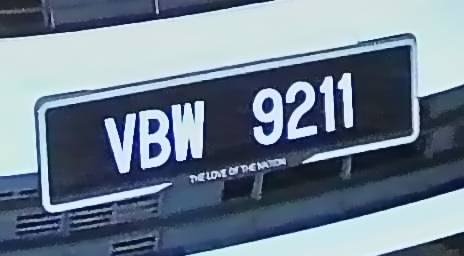 VBW 9211
THE LOVE OF THE NATION